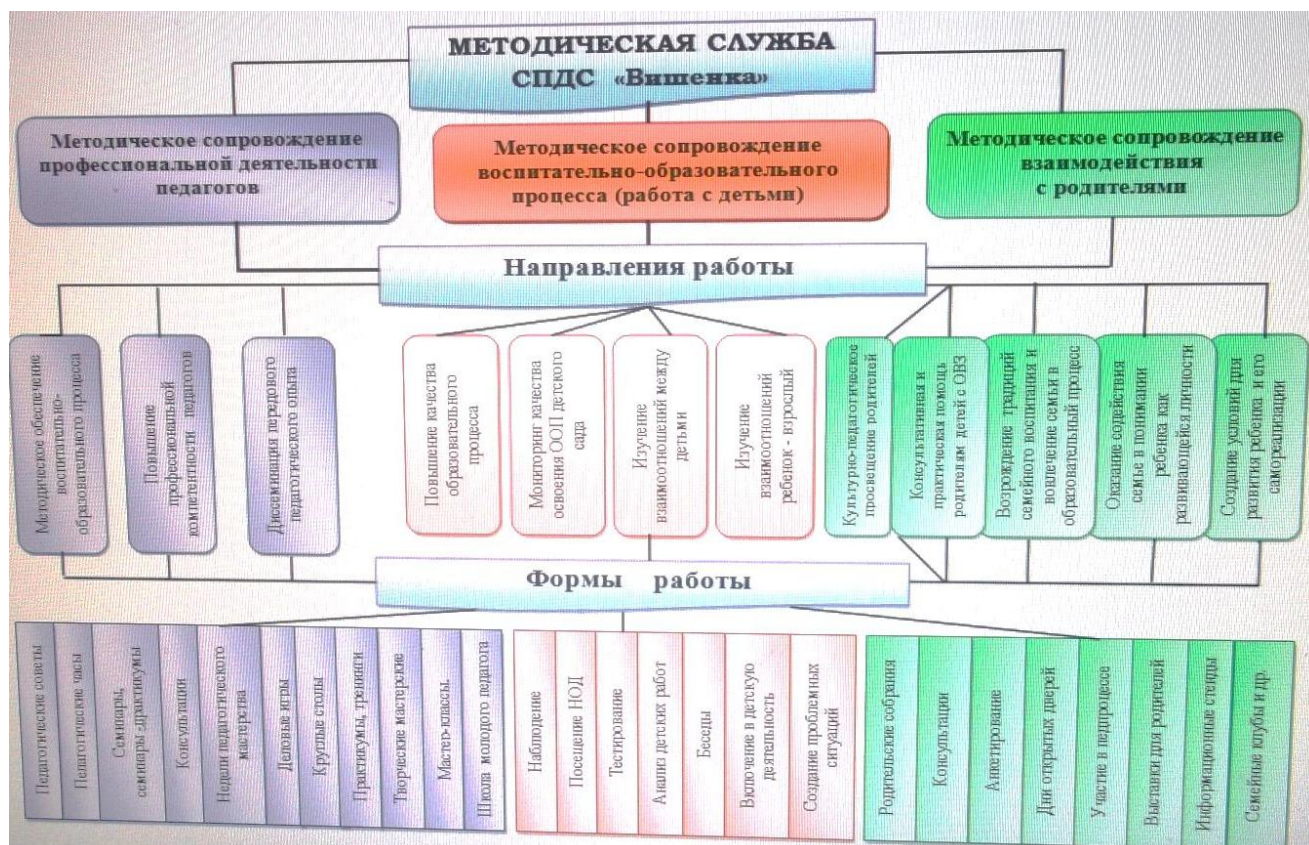 МЕТОДИЧЕСКАЯ СЛУЖБА
СПДС «Вишенка»
Методическое сопровождение
профессиональной деятельности
педагогов
Методическое сопровождение
воспитательно-образовательного
процесса (работа с детьми)
Методическое сопровождение
взаимодействия
с родителями
Направления работы
Методическое обеспечение
воспитательно-
образовательного процесса
Повышение
профессиональной
компетентности педагогов
Диссеминация передового
педагогического опыта
Повышение качества
образовательного
процесса
Мониторинг качества
освоения ООП детского
сада
Изучение
взаимоотношений между
детьми
Изучение
взаимоотношений
ребенок - взрослый
Культурно-педагогическое
просвещение родителей
Консультативная и
практическая помощь
родителям детей с ОВЗ
Возрождение традиций
семейного воспитания и
вовлечение семьи в
образовательный процесс
Оказание содействия
семье в понимании
ребенка как
развивающейся личности
Создание условий для
развития ребенка и его
самореализации
Формы работы
Педагогические советы
Педагогические часы
Семинары,
семинары-практикумы
Консультации
Недели педагогического
мастерства
Деловые игры
Круглые столы
Практикумы, тренинги
Творческие мастерские
Мастер-классы.
Школа молодого педагога
Наблюдение
Посещение НОД
Тестирование
Анализ детских работ
Беседы
Включение в детскую
деятельность
Создание проблемных
ситуаций
Родительские собрания
Консультации
Анкетирование
Дни открытых дверей
Участие в педпроцессе
Выставки для родителей
Информационные стенды
Семейные клубы и др.